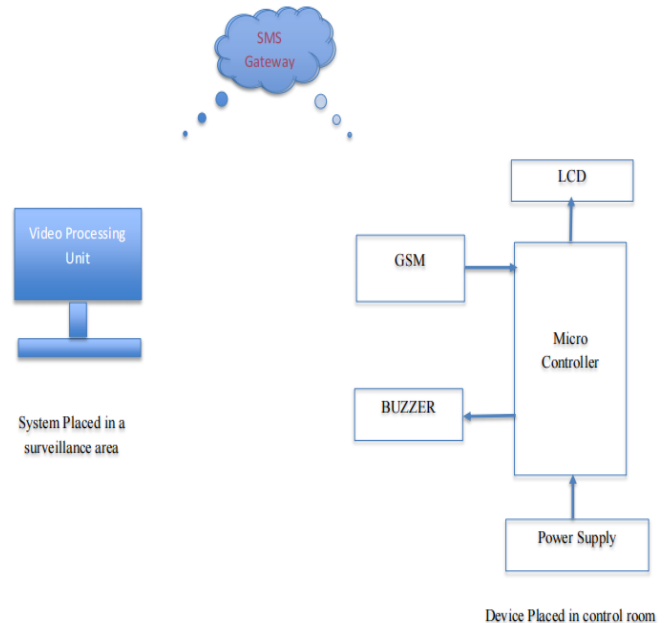 SMS
Gateway
LCD
Video Processing
Unit
GSM
Micro
Controller
BUZZER
System Placed in a
surveillance area
Power Supply
Device Placed in control room